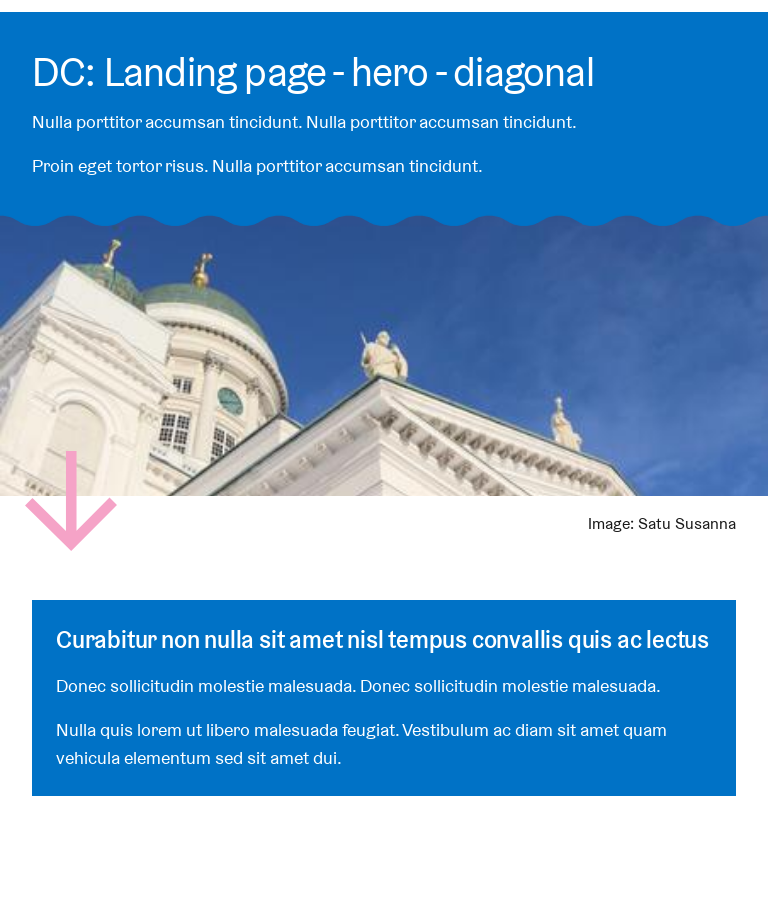 DC: Landing page - hero - diagonal
Nulla porttitor accumsan tincidunt. Nulla porttitor accumsan tincidunt.
Proin eget tortor risus. Nulla porttitor accumsan tincidunt.
Image: Satu Susanna
Curabitur non nulla sit amet nisl tempus convallis quis ac lectus
Donec sollicitudin molestie malesuada. Donec sollicitudin molestie malesuada.
Nulla quis lorem ut libero malesuada feugiat. Vestibulum ac diam sit amet quam
vehicula elementum sed sit amet dui.